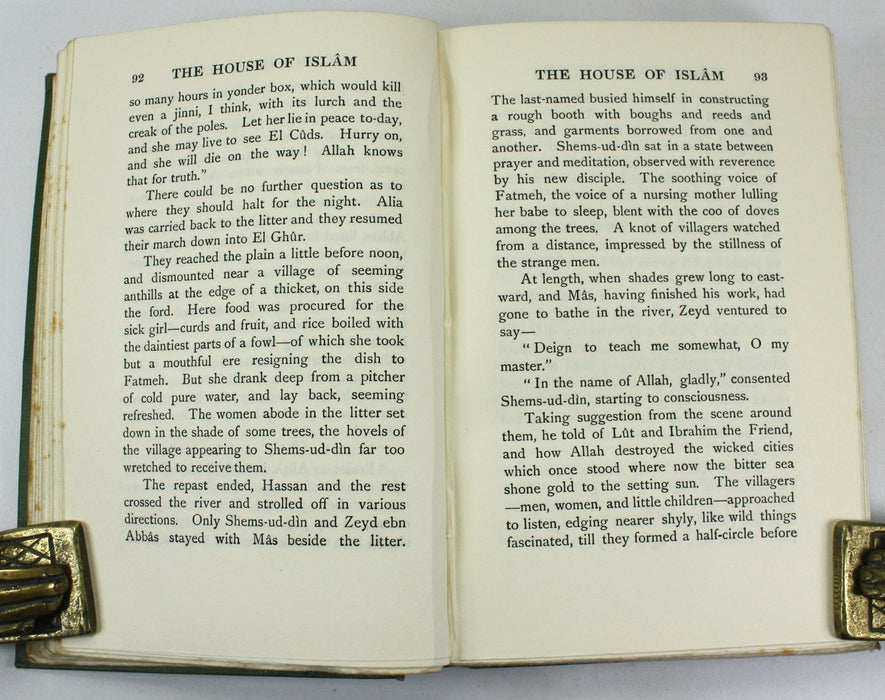 92 THE HOUSE OF ISLÂM
so many hours in yonder box, which would kill
even a jinni, I think, with its lurch and the
creak of the poles. Let her lie in peace to-day,
and she may live to see El Cûds. Hurry on,
and she will die on the way! Allah knows
that for truth.”
There could be no further question as to
where they should halt for the night. Alia
was carried back to the litter and they resumed
their march down into El Ghûr.
They reached the plain a little before noon,
and dismounted near a village of seeming
anthills at the edge of a thicket, on this side
the ford. Here food was procured for the
sick girl—curds and fruit, and rice boiled with
the daintiest parts of a fowl—of which she took
but a mouthful ere resigning the dish to
Fatmeh. But she drank deep from a pitcher
of cold pure water, and lay back, seeming
refreshed. The women abode in the litter set
down in the shade of some trees, the hovels of
the village appearing to Shems-ud-dìn far too
wretched to receive them.
The repast ended, Hassan and the rest
crossed the river and strolled off in various
directions. Only Shems-ud-dìn and Zeyd ebn
Abbâs stayed with Mâs beside the litter.
THE HOUSE OF ISLÂM 93
The last-named busied himself in constructing
a rough booth with boughs and reeds and
grass, and garments borrowed from one and
another. Shems-ud-dìn sat in a state between
prayer and meditation, observed with reverence
by his new disciple. The soothing voice of
Fatmeh, the voice of a nursing mother lulling
her babe to sleep, blent with the coo of doves
among the trees. A knot of villagers watched
from a distance, impressed by the stillness of
the strange men.
At length, when shades grew long to east-
ward, and Mâs, having finished his work, had
gone to bathe in the river, Zeyd ventured to
say—
“Deign to teach me somewhat, O my
master.”
“In the name of Allah, gladly,” consented
Shems-ud-dìn, starting to consciousness.
Taking suggestion from the scene around
them, he told of Lût and Ibrahim the Friend,
and how Allah destroyed the wicked cities
which once stood where now the bitter sea
shone gold to the setting sun. The villagers
—men, women, and little children—approached
to listen, edging nearer shyly, like wild things
fascinated, till they formed a half-circle before